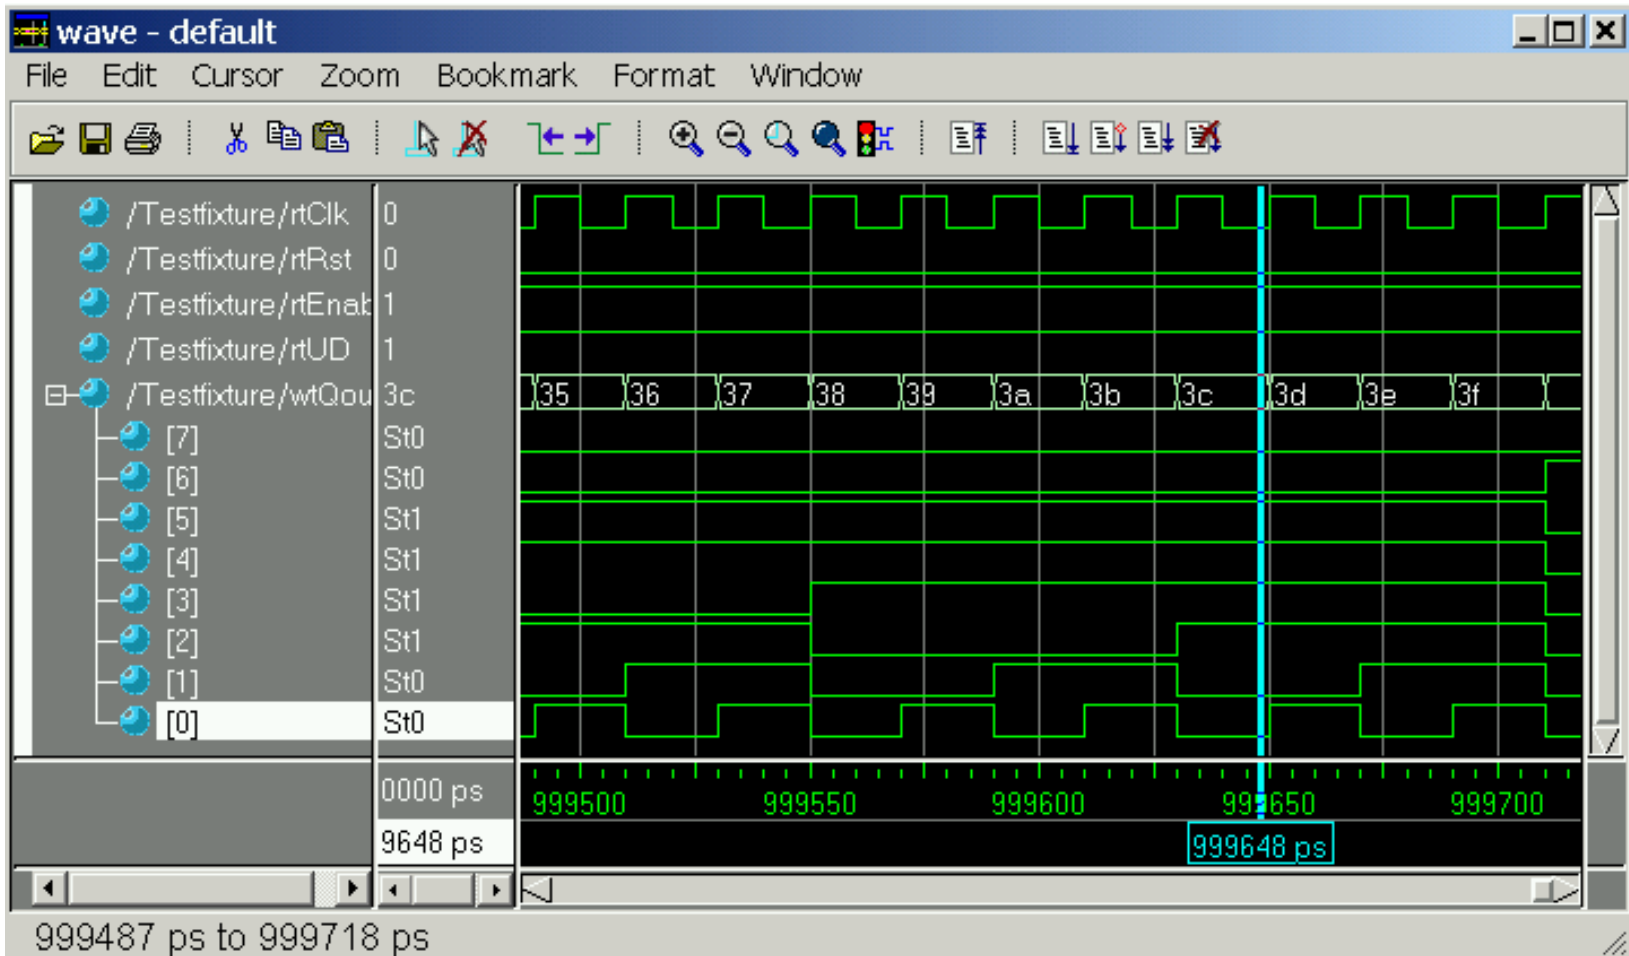 wave - default
File Edit Cursor Zoom Bookmark Format Window
/Testfixture/rtClk 0
/Testfixture/rtRst 0
/Testfixture/rtEnab 1
/Testfixture/rtUD 1
/Testfixture/wtQou 3c 35 36 37 38 39 3a 3b 3c 3d 3e 3f
[7] St0
[6] St0
[5] St1
[4] St1
[3] St1
[2] St1
[1] St0
[0] St0
0000 ps 999500 999550 999600 999650 999700
9648 ps 999648 ps
999487 ps to 999718 ps